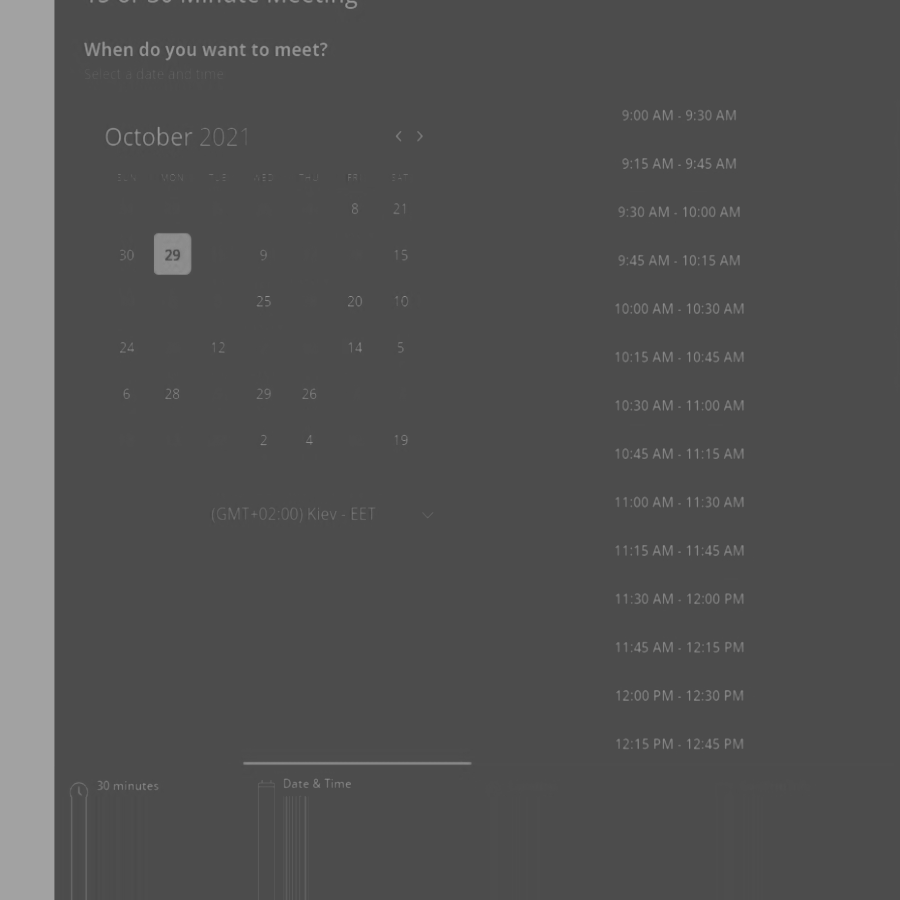 15 or 30 Minute Meeting
When do you want to meet?
Select a date and time
October 2021
SUN MON TUE WED THU FRI SAT
8 21
30 29 9 15
25 20 10
24 12 14 5
6 28 29 26
2 4 19
(GMT+02:00) Kiev - EET
9:00 AM - 9:30 AM
9:15 AM - 9:45 AM
9:30 AM - 10:00 AM
9:45 AM - 10:15 AM
10:00 AM - 10:30 AM
10:15 AM - 10:45 AM
10:30 AM - 11:00 AM
10:45 AM - 11:15 AM
11:00 AM - 11:30 AM
11:15 AM - 11:45 AM
11:30 AM - 12:00 PM
11:45 AM - 12:15 PM
12:00 PM - 12:30 PM
12:15 PM - 12:45 PM
30 minutes
Date & Time